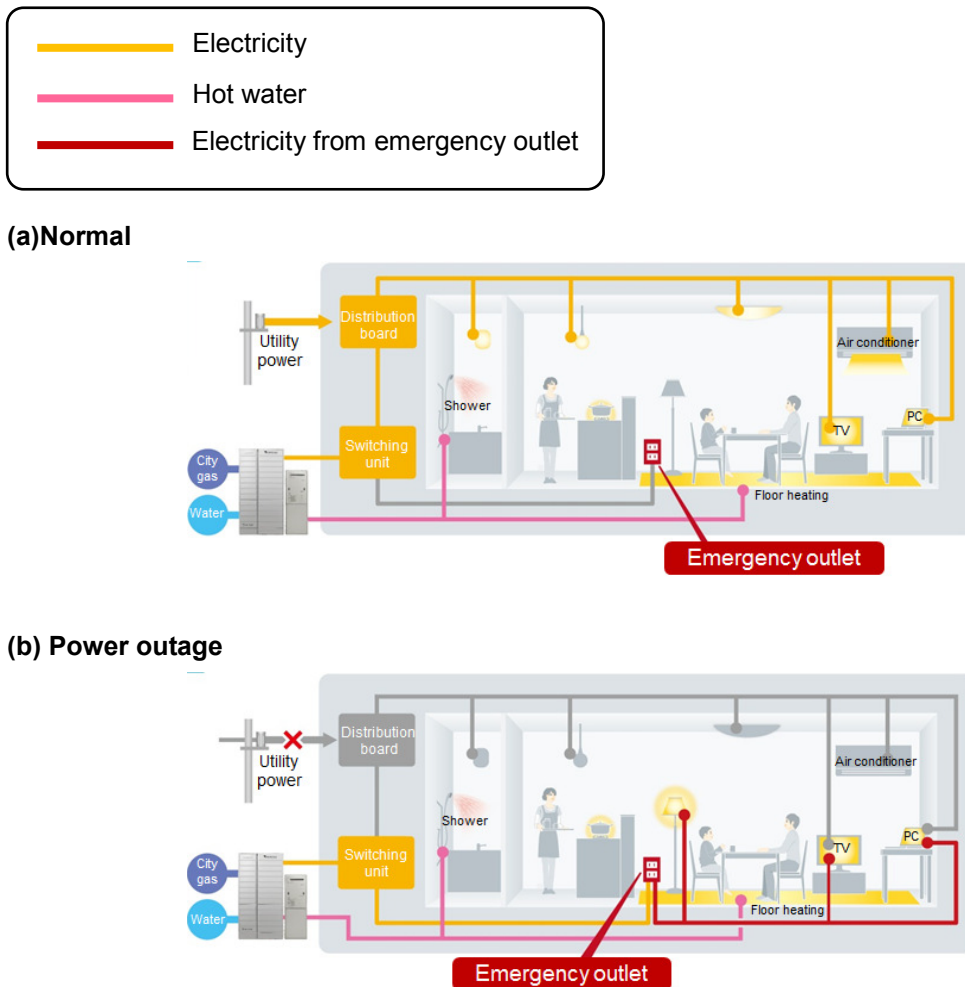 Electricity
Hot water
Electricity from emergency outlet
(a)Normal
Distribution
board
Utility
power
Air conditioner
Shower
PC
TV
Switching
unit
City
gas
Water
Floor heating
Emergency outlet
(b) Power outage
Distribution
board
Utility
power
Air conditioner
Shower
PC
TV
Switching
unit
City
gas
Water
Floor heating
Emergency outlet